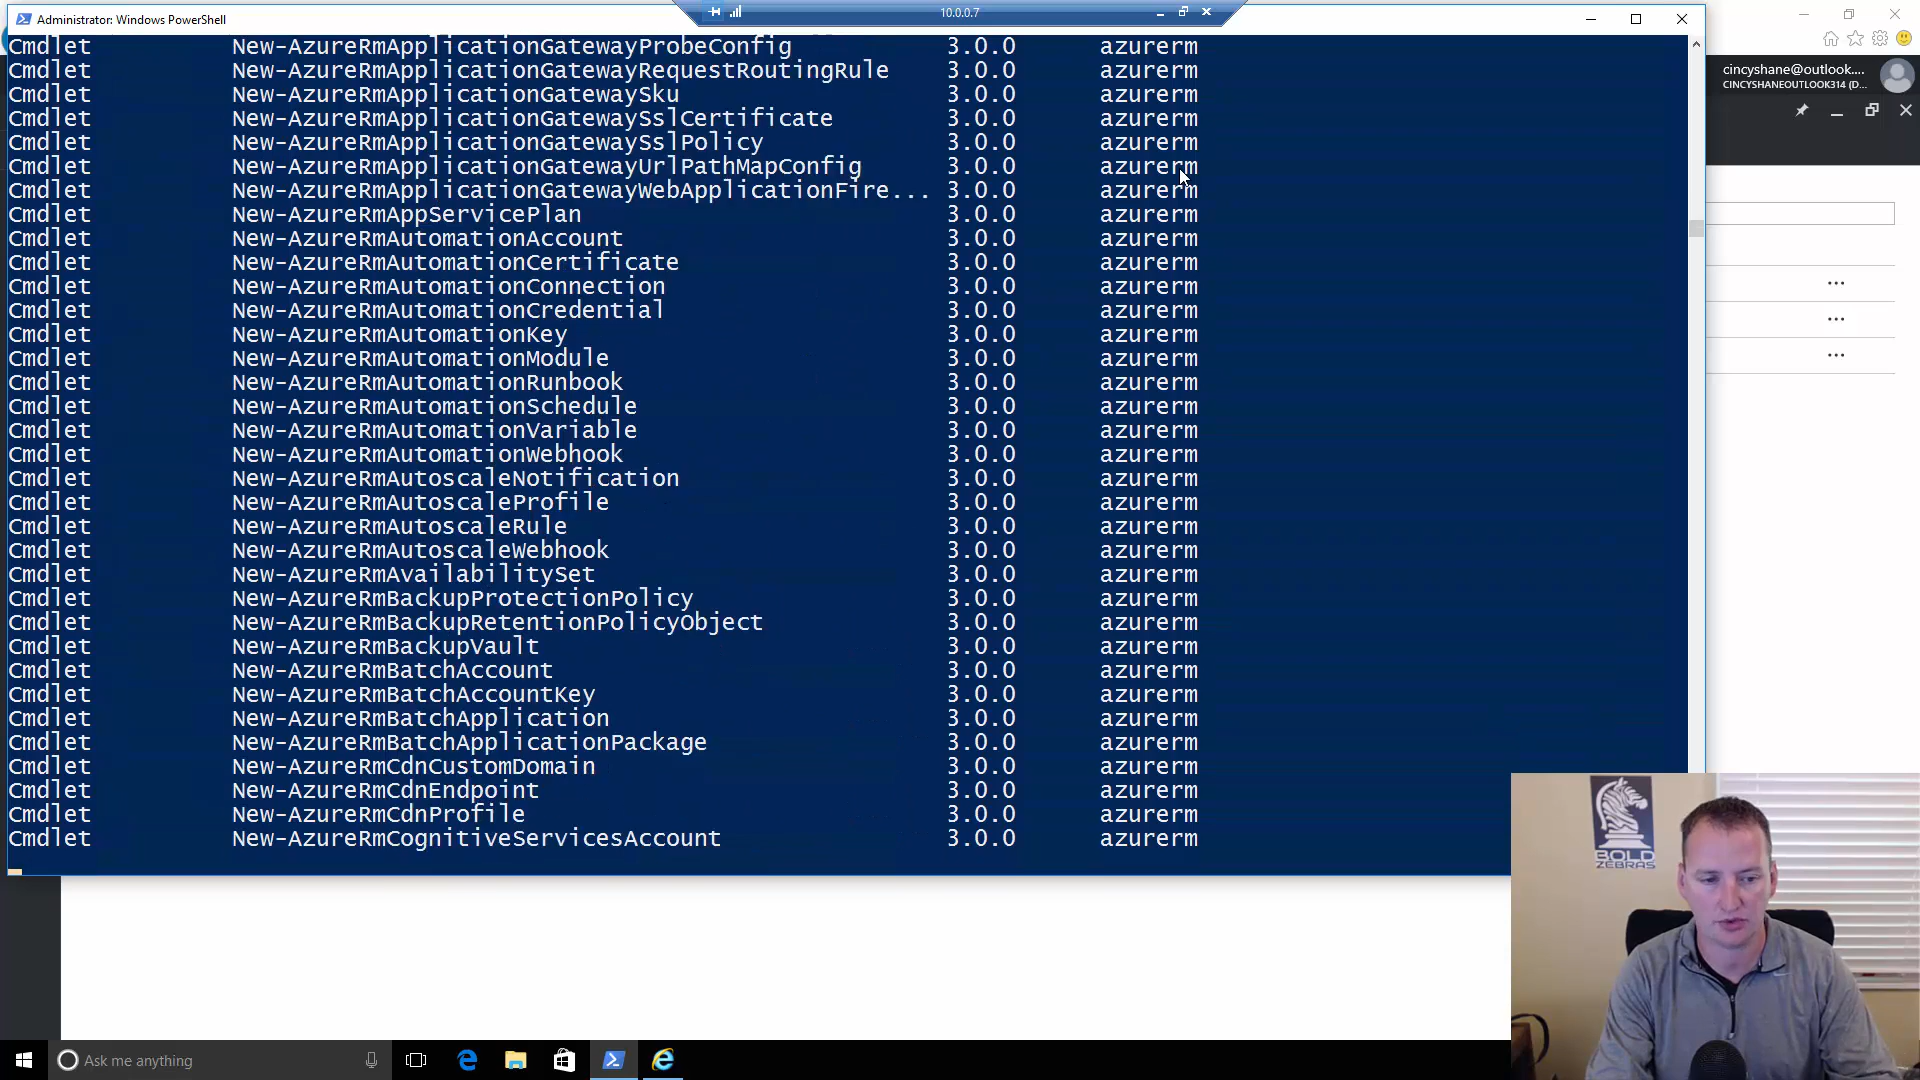 Administrator: Windows PowerShell
10.0.0.7
Cmdlet New-AzureRmApplicationGatewayProbeConfig 3.0.0 azurerm
Cmdlet New-AzureRmApplicationGatewayRequestRoutingRule 3.0.0 azurerm
Cmdlet New-AzureRmApplicationGatewaySku 3.0.0 azurerm
Cmdlet New-AzureRmApplicationGatewaySslCertificate 3.0.0 azurerm
Cmdlet New-AzureRmApplicationGatewaySslPolicy 3.0.0 azurerm
Cmdlet New-AzureRmApplicationGatewayUrlPathMapConfig 3.0.0 azurerm
Cmdlet New-AzureRmApplicationGatewayWebApplicationFire... 3.0.0 azurerm
Cmdlet New-AzureRmAppServicePlan 3.0.0 azurerm
Cmdlet New-AzureRmAutomationAccount 3.0.0 azurerm
Cmdlet New-AzureRmAutomationCertificate 3.0.0 azurerm
Cmdlet New-AzureRmAutomationConnection 3.0.0 azurerm
Cmdlet New-AzureRmAutomationCredential 3.0.0 azurerm
Cmdlet New-AzureRmAutomationKey 3.0.0 azurerm
Cmdlet New-AzureRmAutomationModule 3.0.0 azurerm
Cmdlet New-AzureRmAutomationRunbook 3.0.0 azurerm
Cmdlet New-AzureRmAutomationSchedule 3.0.0 azurerm
Cmdlet New-AzureRmAutomationVariable 3.0.0 azurerm
Cmdlet New-AzureRmAutomationWebhook 3.0.0 azurerm
Cmdlet New-AzureRmAutoscaleNotification 3.0.0 azurerm
Cmdlet New-AzureRmAutoscaleProfile 3.0.0 azurerm
Cmdlet New-AzureRmAutoscaleRule 3.0.0 azurerm
Cmdlet New-AzureRmAutoscaleWebhook 3.0.0 azurerm
Cmdlet New-AzureRmAvailabilitySet 3.0.0 azurerm
Cmdlet New-AzureRmBackupProtectionPolicy 3.0.0 azurerm
Cmdlet New-AzureRmBackupRetentionPolicyObject 3.0.0 azurerm
Cmdlet New-AzureRmBackupVault 3.0.0 azurerm
Cmdlet New-AzureRmBatchAccount 3.0.0 azurerm
Cmdlet New-AzureRmBatchAccountKey 3.0.0 azurerm
Cmdlet New-AzureRmBatchApplication 3.0.0 azurerm
Cmdlet New-AzureRmBatchApplicationPackage 3.0.0 azurerm
Cmdlet New-AzureRmCdnCustomDomain 3.0.0 azurerm
Cmdlet New-AzureRmCdnEndpoint 3.0.0 azurerm
Cmdlet New-AzureRmCdnProfile 3.0.0 azurerm
Cmdlet New-AzureRmCognitiveServicesAccount 3.0.0 azurerm
cincyshane@outlook....
CINCYSHANEOUTLOOK314 (D...
BOLD
ZEBRAS
Ask me anything